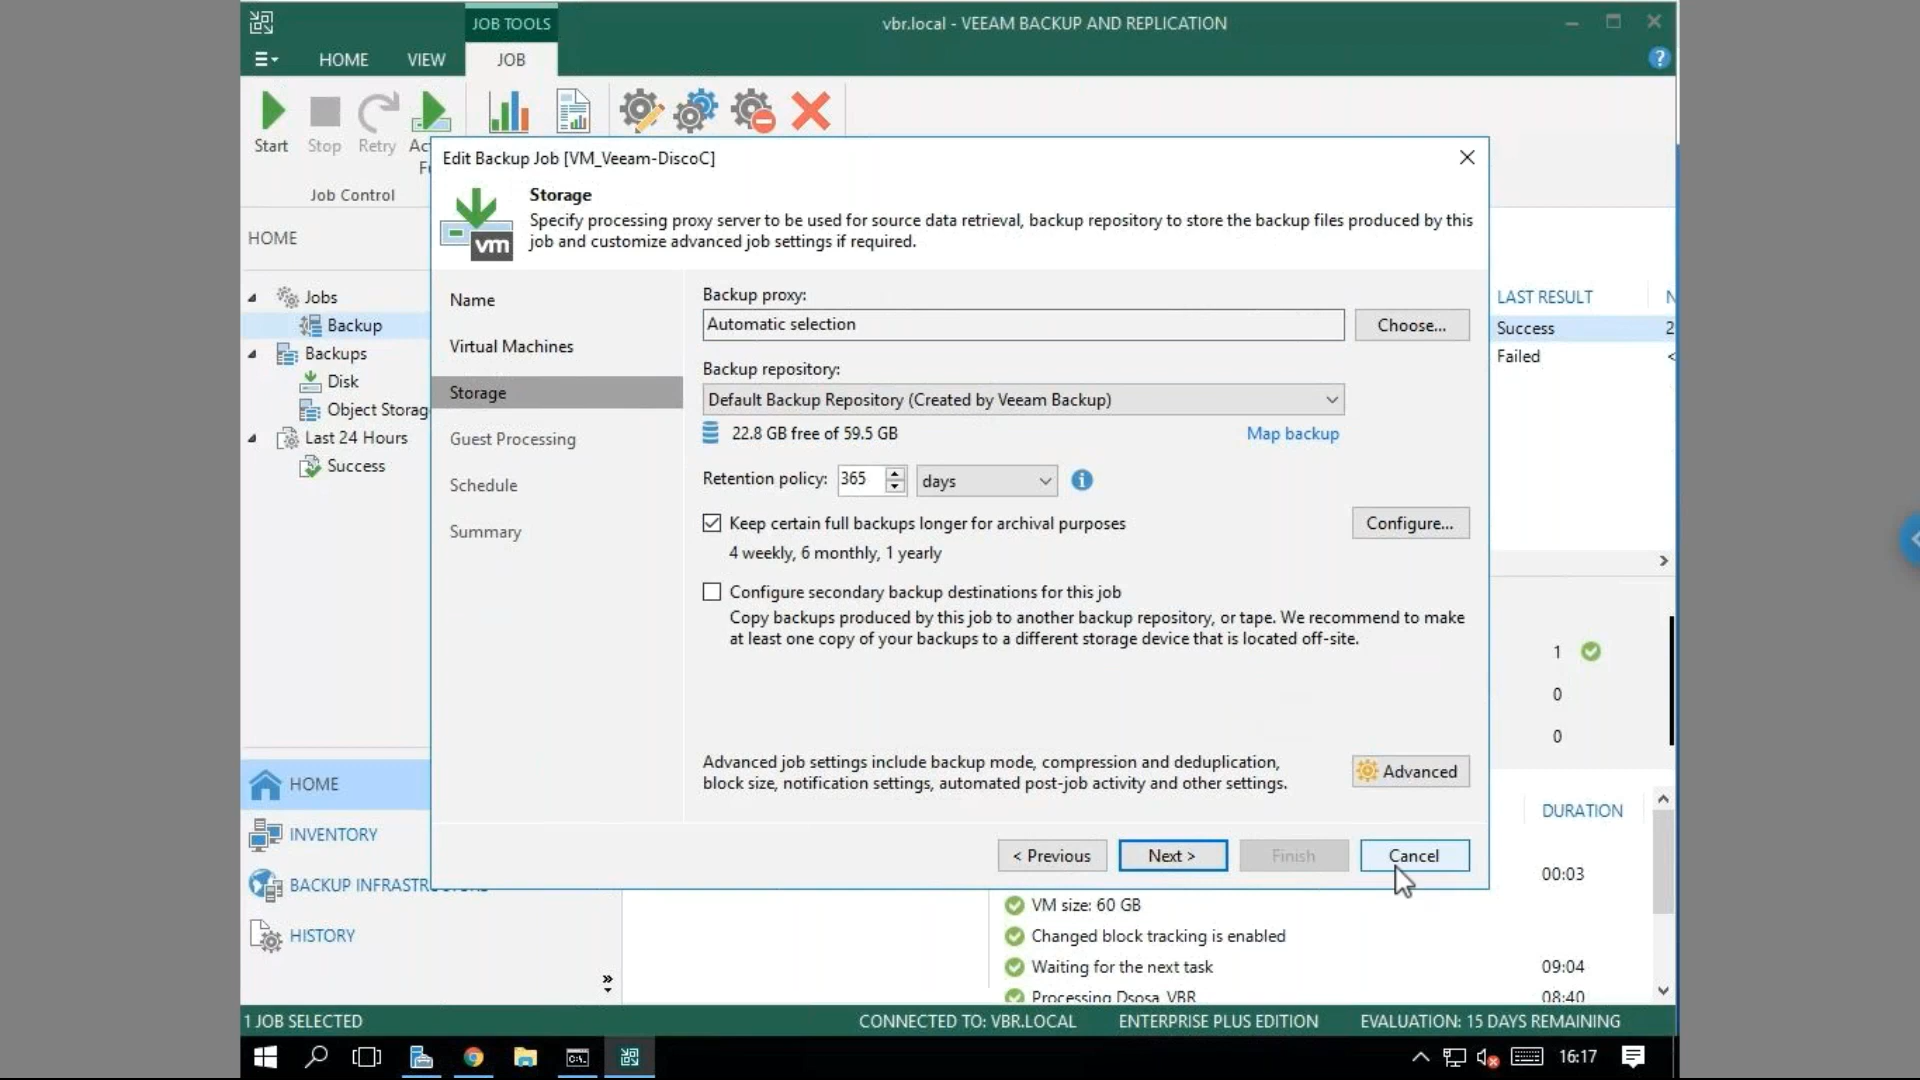 JOB TOOLS
vbr.local - VEEAM BACKUP AND REPLICATION
HOME
VIEW
JOB
Start
Stop
Retry
Job Control
Edit Backup Job [VM_Veeam-DiscoC]
Storage
Specify processing proxy server to be used for source data retrieval, backup repository to store the backup files produced by this
job and customize advanced job settings if required.
HOME
Jobs
Backup
Backups
Disk
Object Storag
Last 24 Hours
Success
Name
Virtual Machines
Storage
Guest Processing
Schedule
Summary
Backup proxy:
Automatic selection
Choose...
Backup repository:
Default Backup Repository (Created by Veeam Backup)
22.8 GB free of 59.5 GB
Map backup
Retention policy:
365
days
Keep certain full backups longer for archival purposes
Configure...
4 weekly, 6 monthly, 1 yearly
Configure secondary backup destinations for this job
Copy backups produced by this job to another backup repository, or tape. We recommend to make
at least one copy of your backups to a different storage device that is located off-site.
Advanced job settings include backup mode, compression and deduplication,
block size, notification settings, automated post-job activity and other settings.
Advanced
< Previous
Next >
Finish
Cancel
LAST RESULT
Success
2
Failed
<
1
0
0
DURATION
00:03
HOME
INVENTORY
BACKUP INFRASTRUCTURE
HISTORY
VM size: 60 GB
Changed block tracking is enabled
Waiting for the next task
09:04
Processing Dsosa_VBR
08:40
1 JOB SELECTED
CONNECTED TO: VBR.LOCAL
ENTERPRISE PLUS EDITION
EVALUATION: 15 DAYS REMAINING
16:17
vm